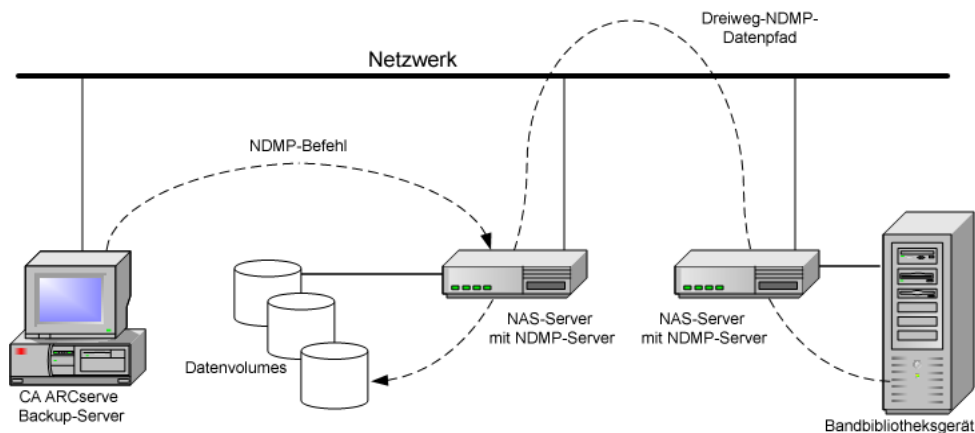 Dreiweg-NDMP-
Datenpfad
Netzwerk
NDMP-Befehl
NAS-Server
mit NDMP-Server
NAS-Server
mit NDMP-Server
Datenvolumes
CA ARCserve
Backup-Server
Bandbibliotheksgerät